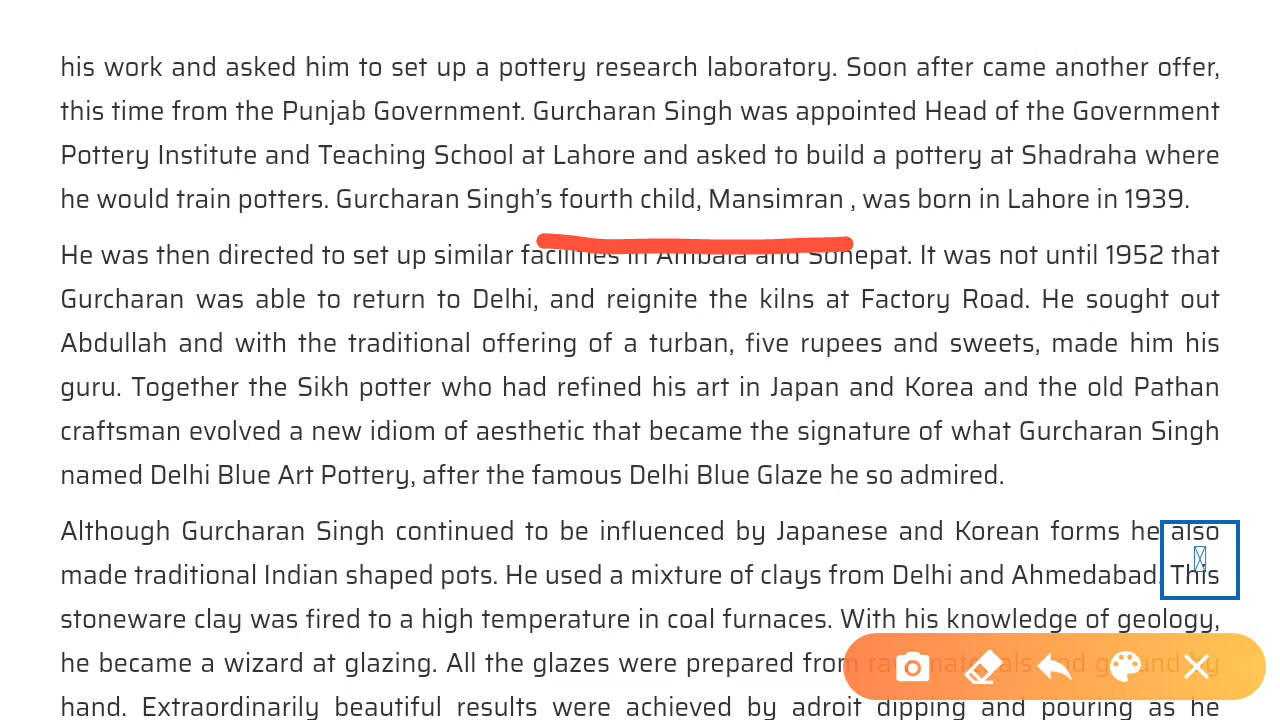 his work and asked him to set up a pottery research laboratory. Soon after came another offer,
this time from the Punjab Government. Gurcharan Singh was appointed Head of the Government
Pottery Institute and Teaching School at Lahore and asked to build a pottery at Shadraha where
he would train potters. Gurcharan Singh’s fourth child, Mansimran , was born in Lahore in 1939.
He was then directed to set up similar facilities in Ambala and Sonepat. It was not until 1952 that
Gurcharan was able to return to Delhi, and reignite the kilns at Factory Road. He sought out
Abdullah and with the traditional offering of a turban, five rupees and sweets, made him his
guru. Together the Sikh potter who had refined his art in Japan and Korea and the old Pathan
craftsman evolved a new idiom of aesthetic that became the signature of what Gurcharan Singh
named Delhi Blue Art Pottery, after the famous Delhi Blue Glaze he so admired.
Although Gurcharan Singh continued to be influenced by Japanese and Korean forms he also
made traditional Indian shaped pots. He used a mixture of clays from Delhi and Ahmedabad. This
stoneware clay was fired to a high temperature in coal furnaces. With his knowledge of geology,
he became a wizard at glazing. All the glazes were prepared from raw materials and ground by
hand. Extraordinarily beautiful results were achieved by adroit dipping and pouring as he